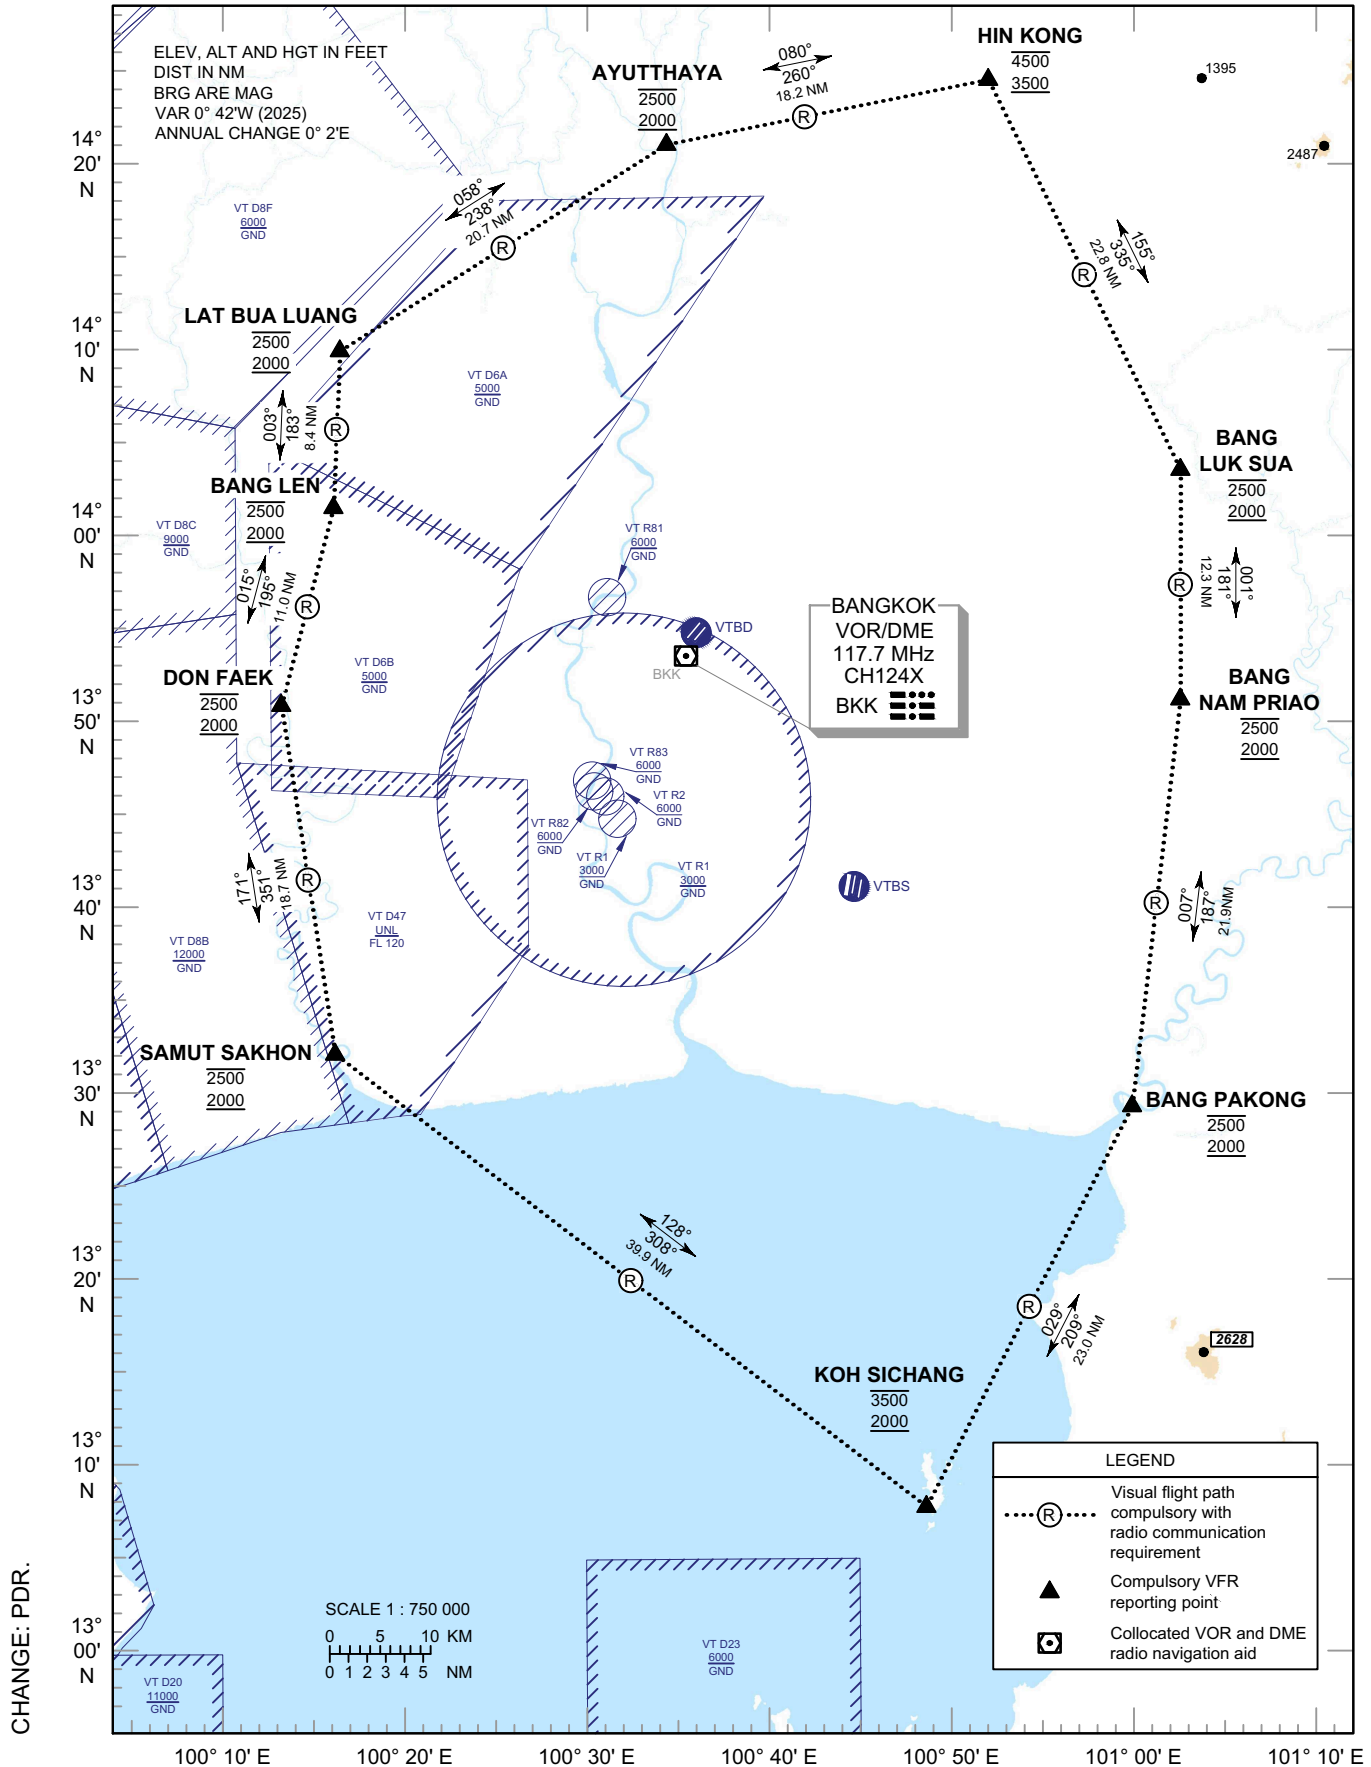 ELEV, ALT AND HGT IN FEET
DIST IN NM
BRG ARE MAG
VAR 0° 42'W (2025)
ANNUAL CHANGE 0° 2'E
HIN KONG
4500
3500
AYUTTHAYA
2500
2000
080°
260°
18.2 NM
1395
2487
14°
20'
N
058°
238°
20.7 NM
R
R
VT D8F
6000
GND
155°
335°
22.8 NM
R
LAT BUA LUANG
2500
2000
14°
10'
N
VT D6A
5000
GND
003°
183°
8.4 NM
R
BANG
LUK SUA
2500
2000
BANG LEN
2500
2000
14°
00'
N
VT D8C
9000
GND
VT R81
6000
GND
015°
195°
11.0 NM
R
001°
181°
12.3 NM
R
BANGKOK
VOR/DME
117.7 MHz
CH124X
BKK
VTBD
BKK
VT D6B
5000
GND
DON FAEK
2500
2000
BANG
NAM PRIAO
2500
2000
13°
50'
N
VT R83
6000
GND
VT R2
6000
GND
VT R82
6000
GND
VT R1
3000
GND
VT R1
3000
GND
VTBS
171°
351°
18.7 NM
R
007°
187°
21.9NM
R
13°
40'
N
VT D47
UNL
FL 120
VT D8B
12000
GND
SAMUT SAKHON
2500
2000
13°
30'
N
BANG PAKONG
2500
2000
128°
308°
39.9 NM
R
13°
20'
N
029°
209°
23.0 NM
R
2628
KOH SICHANG
3500
2000
13°
10'
N
LEGEND
R
Visual flight path
compulsory with
radio communication
requirement
Compulsory VFR
reporting point
Collocated VOR and DME
radio navigation aid
SCALE 1 : 750 000
0 5 10 KM
0 1 2 3 4 5 NM
13°
00'
N
VT D23
6000
GND
VT D20
11000
GND
100° 10' E
100° 20' E
100° 30' E
100° 40' E
100° 50' E
101° 00' E
101° 10' E
CHANGE: PDR.